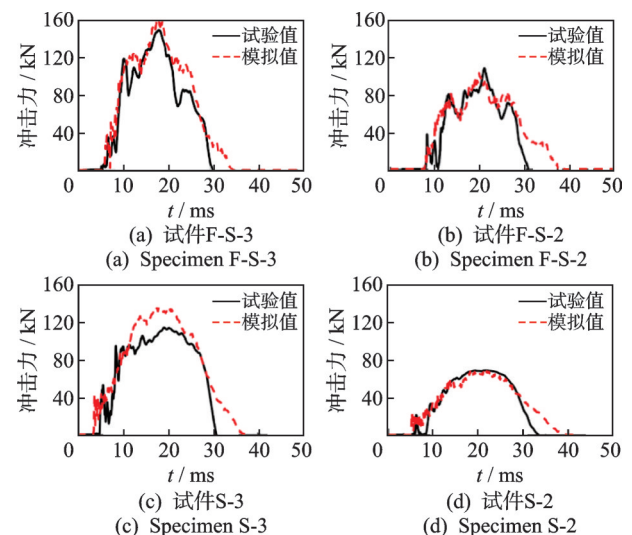 160
120
80
40
冲击力 / kN
试验值
模拟值
0 10 20 30 40 50
t / ms
(a) 试件F-S-3
(a) Specimen F-S-3
160
120
80
40
冲击力 / kN
试验值
模拟值
0 10 20 30 40 50
t / ms
(b) 试件F-S-2
(b) Specimen F-S-2
160
120
80
40
冲击力 / kN
试验值
模拟值
0 10 20 30 40 50
t / ms
(c) 试件S-3
(c) Specimen S-3
160
120
80
40
冲击力 / kN
试验值
模拟值
0 10 20 30 40 50
t / ms
(d) 试件S-2
(d) Specimen S-2